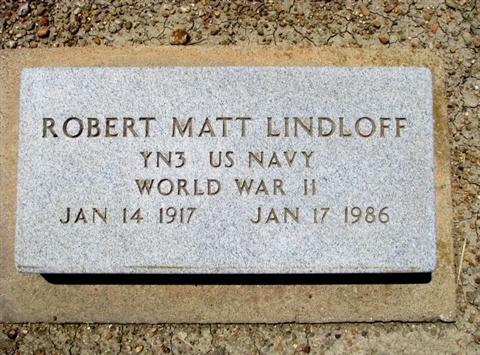 ROBERT MATT LINDLOFF
YN3 US NAVY
WORLD WAR II
JAN 14 1917 JAN 17 1986